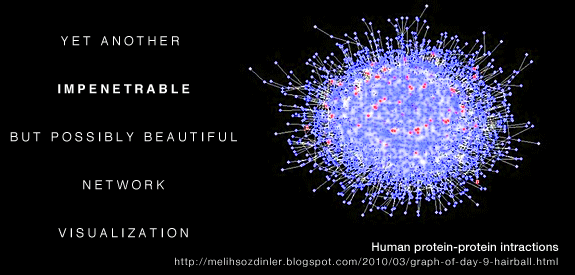 YET ANOTHER
IMPENETRABLE
BUT POSSIBLY BEAUTIFUL
NETWORK
VISUALIZATION
Human protein-protein intractions
http://melihsozdinler.blogspot.com/2010/03/graph-of-day-9-hairball.html